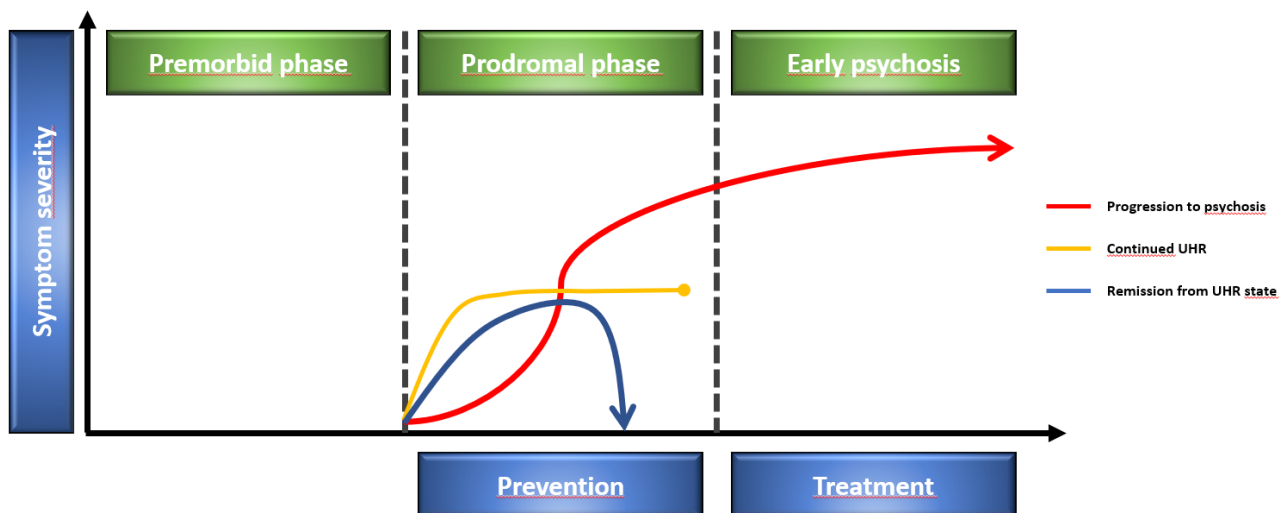 Premorbid phase
Prodromal phase
Early psychosis
Symptom severity
Progression to psychosis
Continued UHR
Remission from UHR state
Prevention
Treatment